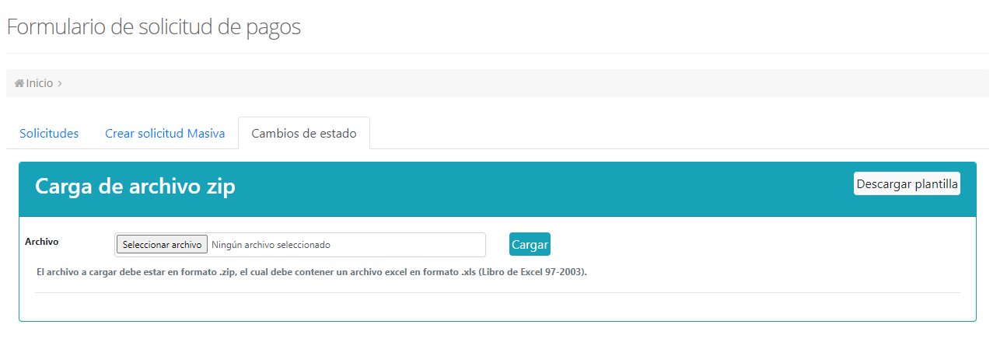 Formulario de solicitud de pagos
Inicio >
Solicitudes Crear solicitud Masiva Cambios de estado
Carga de archivo zip Descargar plantilla
Archivo Seleccionar archivo Ningún archivo seleccionado Cargar
El archivo a cargar debe estar en formato .zip, el cual debe contener un archivo excel en formato .xls (Libro de Excel 97-2003).